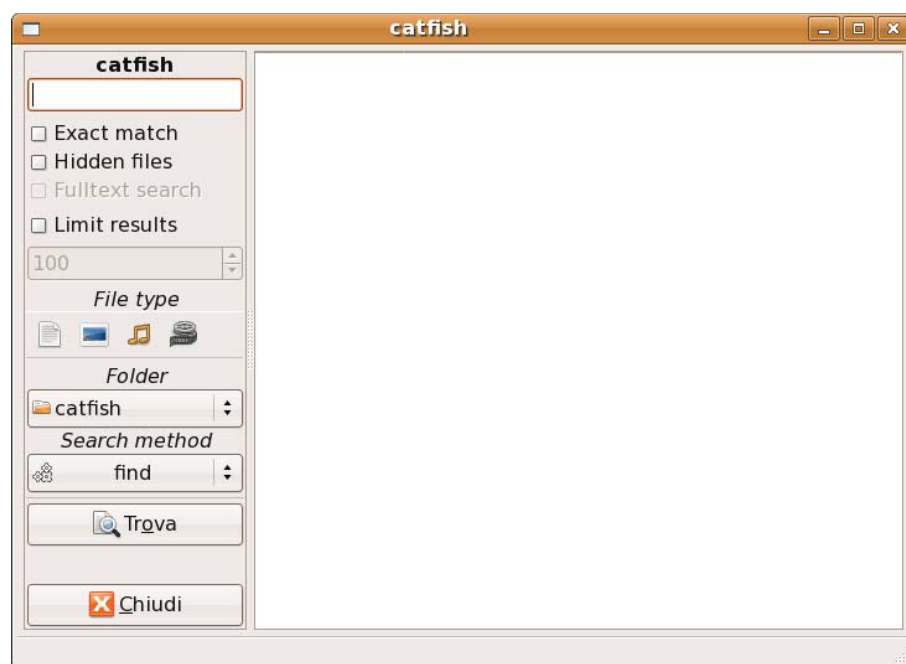 catfish
catfish
Exact match
Hidden files
Fulltext search
Limit results
100
File type
Folder
catfish
Search method
find
Trova
Chiudi